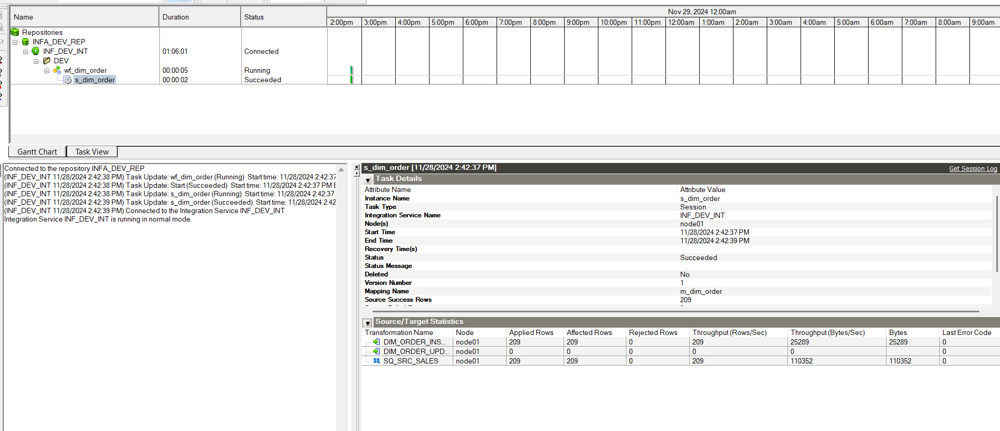 Name Duration Status Nov 29, 2024 12:00am
2:00pm 3:00pm 4:00pm 5:00pm 6:00pm 7:00pm 8:00pm 9:00pm 10:00pm 11:00pm 12:00am 1:00am 2:00am 3:00am 4:00am 5:00am 6:00am 7:00am 8:00am 9:00am
Repositories
INFA_DEV_REP
INF_DEV_INT 01:06:01 Connected
DEV
wf_dim_order 00:00:05 Running
s_dim_order 00:00:02 Succeeded
Gantt Chart Task View
Connected to the repository INFA_DEV_REP
(INF_DEV_INT 11/28/2024 2:42:38 PM) Task Update: wf_dim_order (Running) Start time: 11/28/2024 2:42:37
(INF_DEV_INT 11/28/2024 2:42:38 PM) Task Update: Start (Succeeded) Start time: 11/28/2024 2:42:37 PM E
(INF_DEV_INT 11/28/2024 2:42:38 PM) Task Update: s_dim_order (Running) Start time: 11/28/2024 2:42:37
(INF_DEV_INT 11/28/2024 2:42:39 PM) Task Update: s_dim_order (Succeeded) Start time: 11/28/2024 2:42
(INF_DEV_INT 11/28/2024 2:42:39 PM) Connected to the Integration Service INF_DEV_INT
Integration Service INF_DEV_INT is running in normal mode.
s_dim_order [11/28/2024 2:42:37 PM] Get Session Log
Task Details
Attribute Name Attribute Value
Instance Name s_dim_order
Task Type Session
Integration Service Name INF_DEV_INT
Node(s) node01
Start Time 11/28/2024 2:42:37 PM
End Time 11/28/2024 2:42:39 PM
Recovery Time(s)
Status Succeeded
Status Message
Deleted No
Version Number 1
Mapping Name m_dim_order
Source Success Rows 209
Source/Target Statistics
Transformation Name Node Applied Rows Affected Rows Rejected Rows Throughput (Rows/Sec) Throughput (Bytes/Sec) Bytes Last Error Code
DIM_ORDER_INS... node01 209 209 0 209 25289 25289 0
DIM_ORDER_UPD... node01 0 0 0 0 0 0
SQ SQ_SRC_SALES node01 209 209 0 209 110352 110352 0